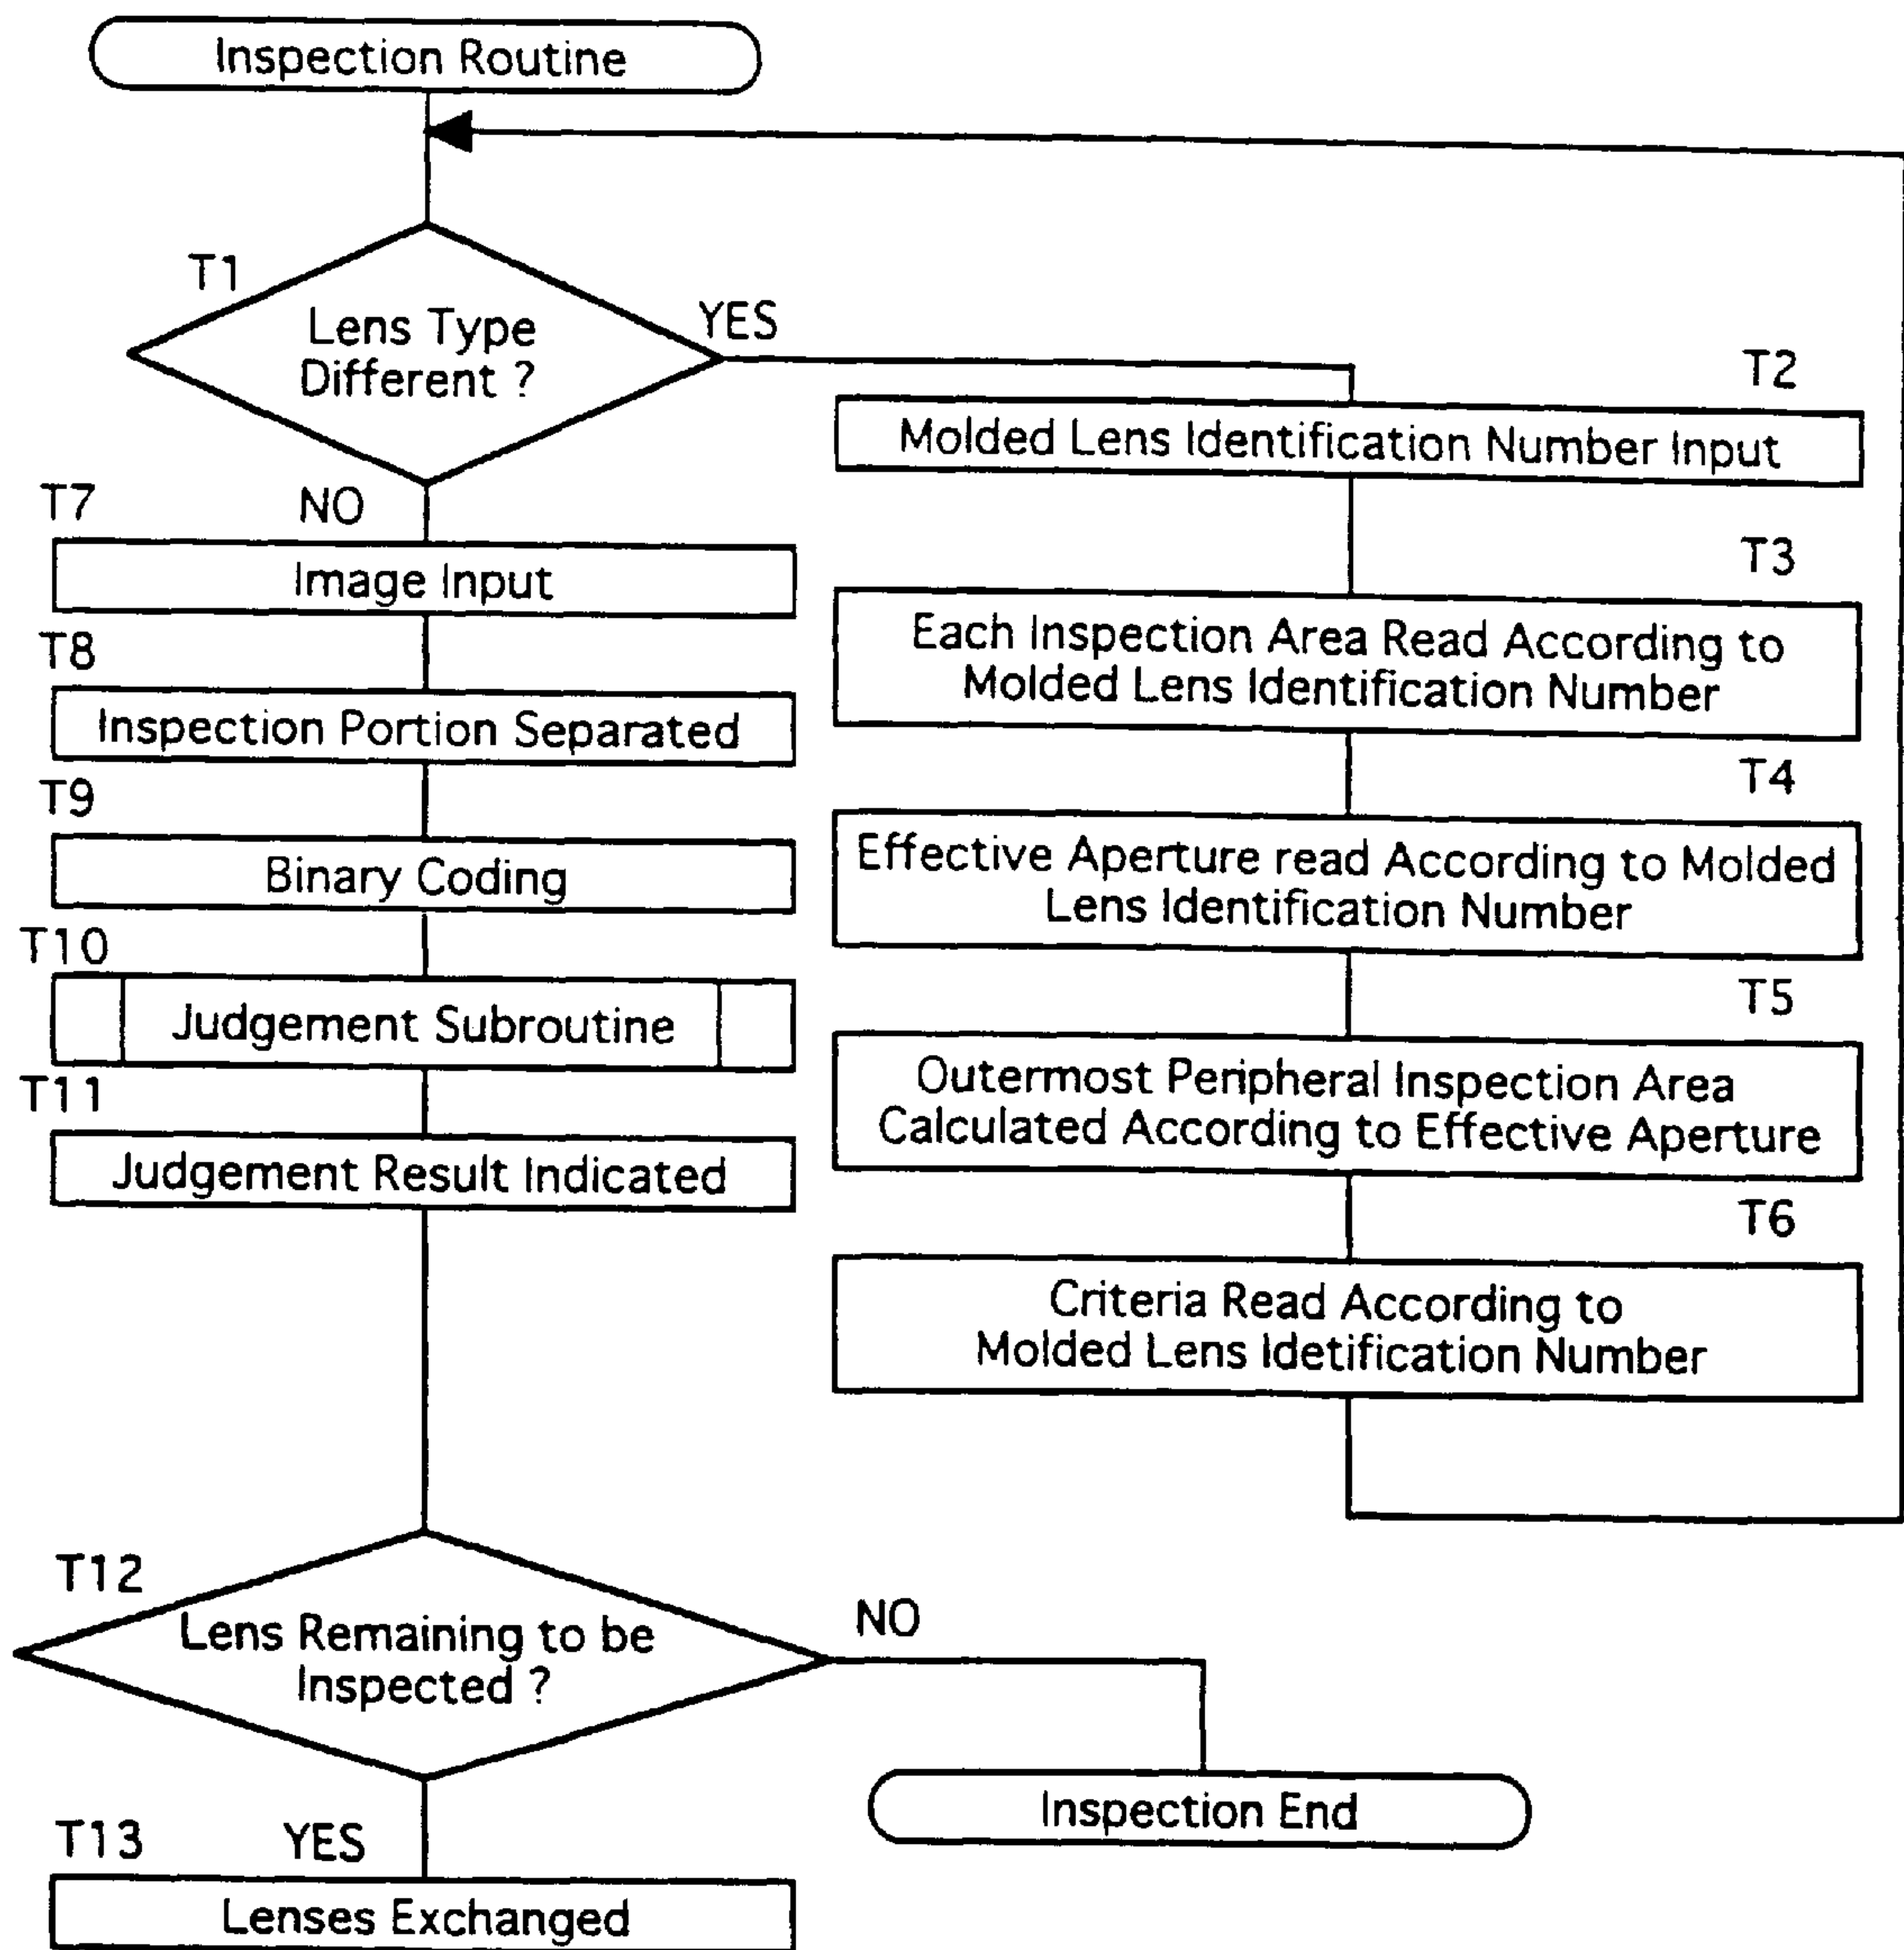 Inspection Routine
T1
Lens Type
Different ?
YES
NO
T2
Molded Lens Identification Number Input
T3
Each Inspection Area Read According to
Molded Lens Identification Number
T4
Effective Aperture read According to Molded
Lens Identification Number
T5
Outermost Peripheral Inspection Area
Calculated According to Effective Aperture
T6
Criteria Read According to
Molded Lens Idetification Number
T7
Image Input
T8
Inspection Portion Separated
T9
Binary Coding
T10
Judgement Subroutine
T11
Judgement Result Indicated
T12
Lens Remaining to be
Inspected ?
NO
Inspection End
YES
T13
Lenses Exchanged